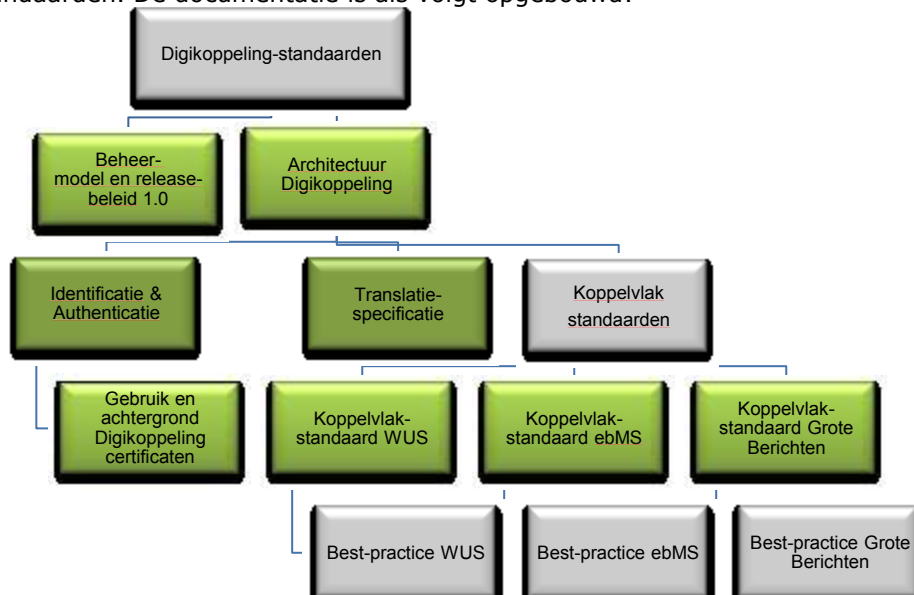 ndaarden. De documentatie is als volgt opgebouwd:
Digikoppeling-standaarden
Beheer-
model en release-
beleid 1.0
Architectuur
Digikoppeling
Identificatie &
Authenticatie
Translatie-
specificatie
Koppelvlak
standaarden
Gebruik en
achtergrond
Digikoppeling
certificaten
Koppelvlak-
standaard WUS
Koppelvlak-
standaard ebMS
Koppelvlak-
standaard Grote
Berichten
Best-practice WUS
Best-practice ebMS
Best-practice Grote
Berichten